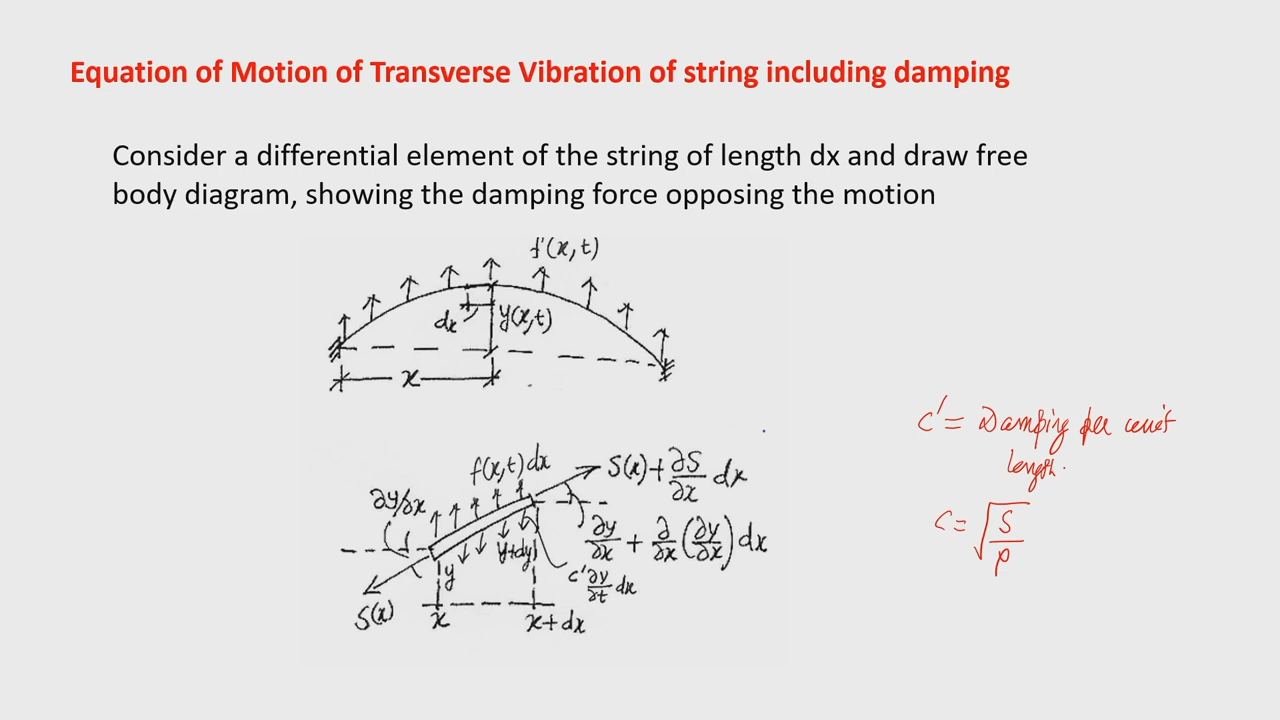 Equation of Motion of Transverse Vibration of string including damping
Consider a differential element of the string of length dx and draw free
body diagram, showing the damping force opposing the motion
f'(x,t)
dx
y(x,t)
x
f(x,t)dx
S(x)+∂S/∂x dx
∂y/∂x
∂y/∂x + ∂/∂x(∂y/∂x)dx
y+dy
y
c'∂y/∂t dx
S(x)
x
x+dx
c' = Damping per unit
length.
c = √S/ρ